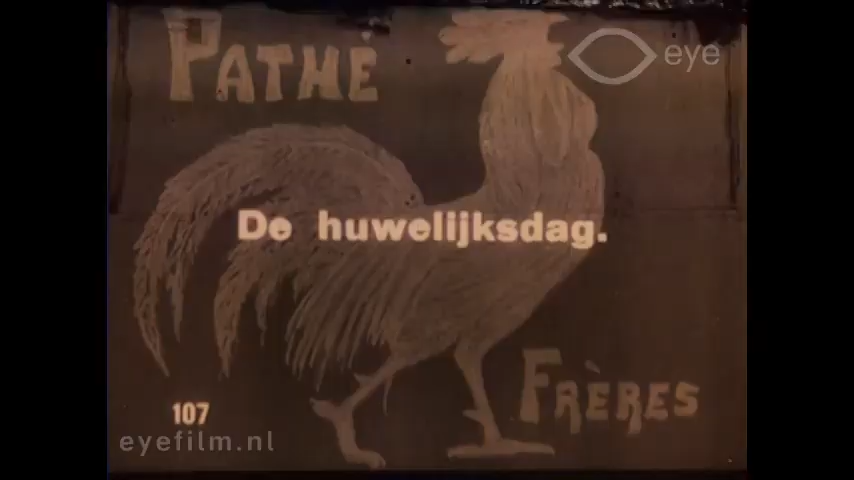 PATHÉ
eye
De huwelijksdag.
FRÈRES
107
eyefilm.nl